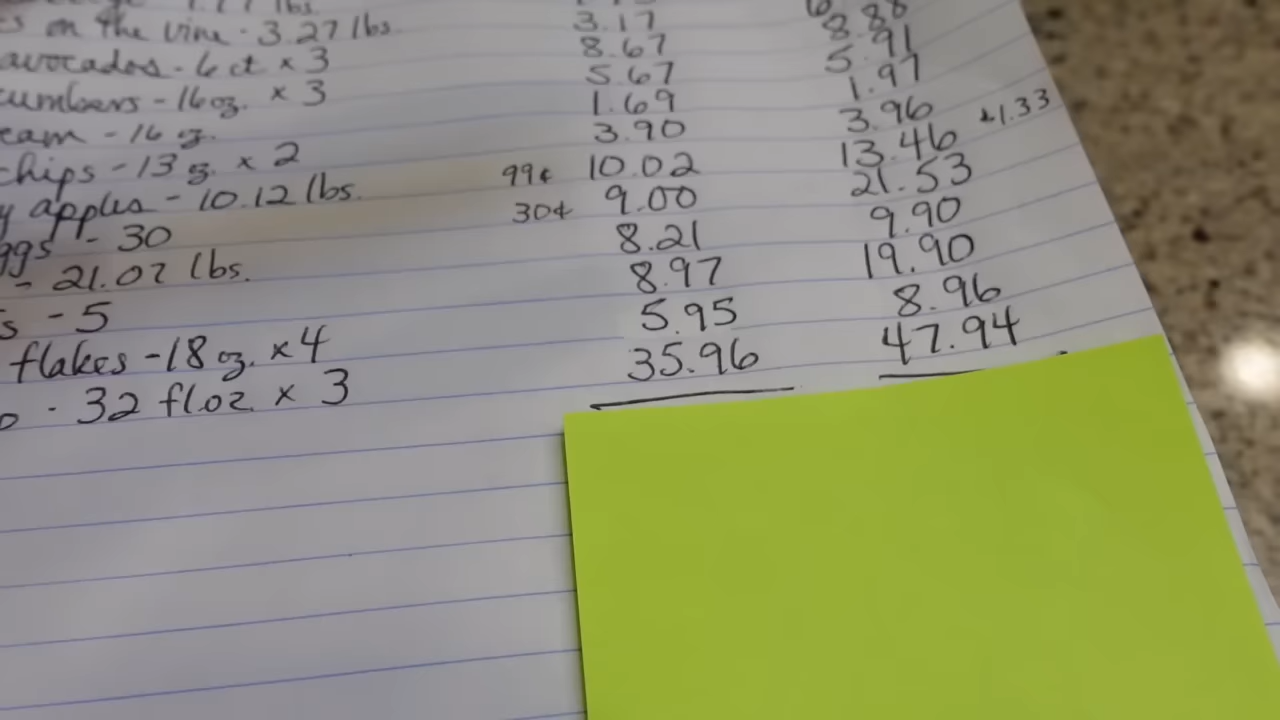 lbs.
on the vine - 3.27 lbs. 3.17
avocados - 6 ct x 3 8.67 8.88
cumbers - 16 oz. x 3 5.67 5.91
eam - 16 oz. 1.69 1.97
chips - 13 oz. x 2 3.90 3.96
y apples - 10.12 lbs. 99¢ 10.02 13.46 1.33
ggs - 30 30¢ 9.00 21.53
- 21.07 lbs. 8.21 9.90
s - 5 8.97 19.90
flakes - 18 oz. x 4 5.95 8.96
- 32 fl.oz. x 3 35.96 47.94